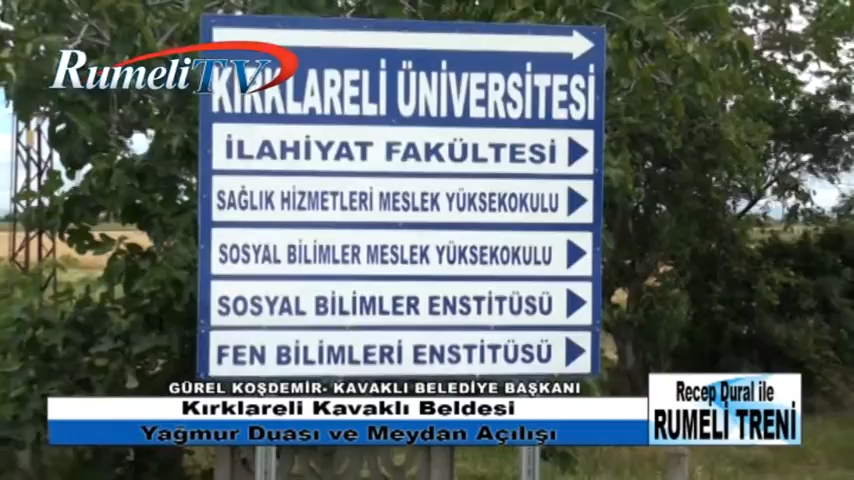 Rumeli TV
KIRKLARELİ ÜNİVERSİTESİ
İLAHİYAT FAKÜLTESİ
SAĞLIK HİZMETLERİ MESLEK YÜKSEKOKULU
SOSYAL BİLİMLER MESLEK YÜKSEKOKULU
SOSYAL BİLİMLER ENSTİTÜSÜ
FEN BİLİMLERİ ENSTİTÜSÜ
GÜREL KOŞDEMİR- KAVAKLI BELEDİYE BAŞKANI
Kırklareli Kavaklı Beldesi
Yağmur Duası ve Meydan Açılışı
Recep Dural ile
RUMELİ TRENİ